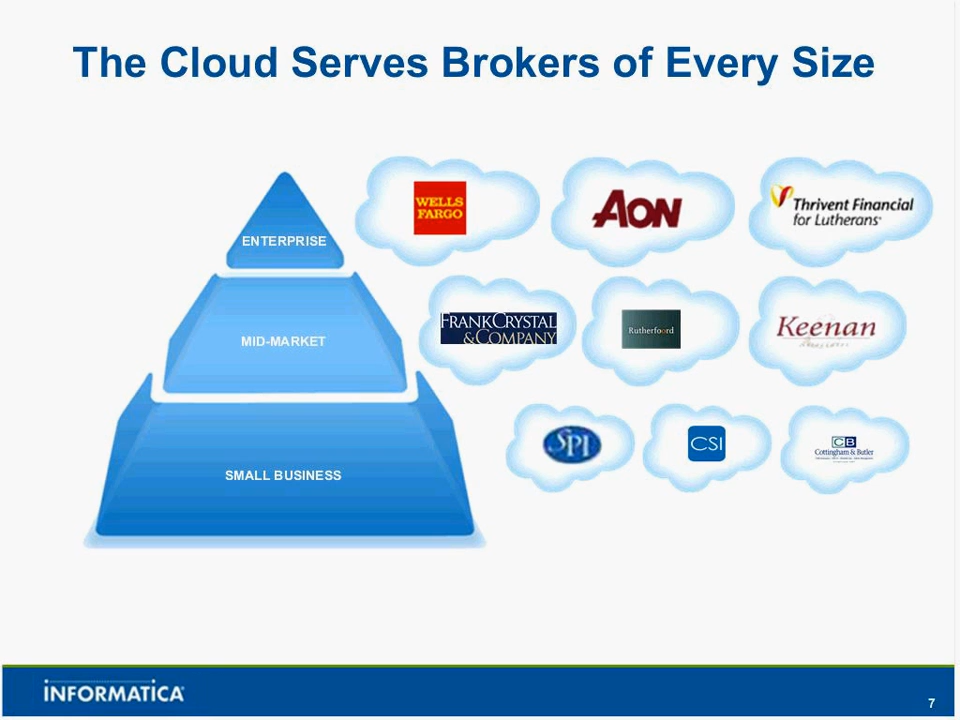 The Cloud Serves Brokers of Every Size
ENTERPRISE
WELLS
FARGO
AON
Thrivent Financial
for Lutherans
MID-MARKET
FRANK CRYSTAL
& COMPANY
Rutherfoord
Keenan
Associates
SMALL BUSINESS
SPI
CSI
CB
Cottingham & Butler
INFORMATICA
7